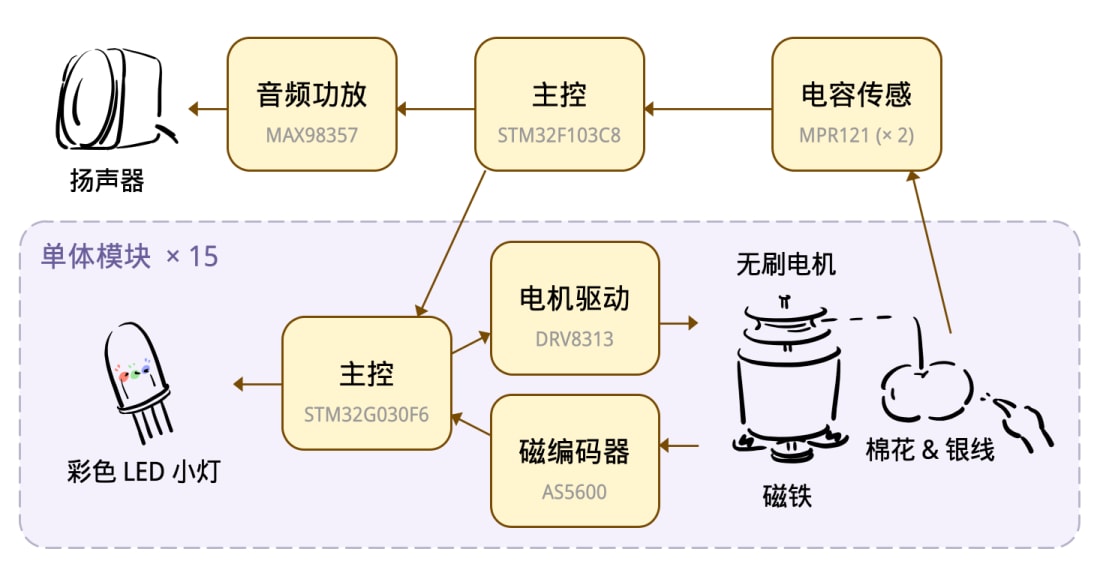 音频功放
MAX98357
主控
STM32F103C8
电容传感
MPR121 (× 2)
扬声器
单体模块 × 15
电机驱动
DRV8313
无刷电机
主控
STM32G030F6
磁编码器
AS5600
彩色 LED 小灯
棉花 & 银线
磁铁